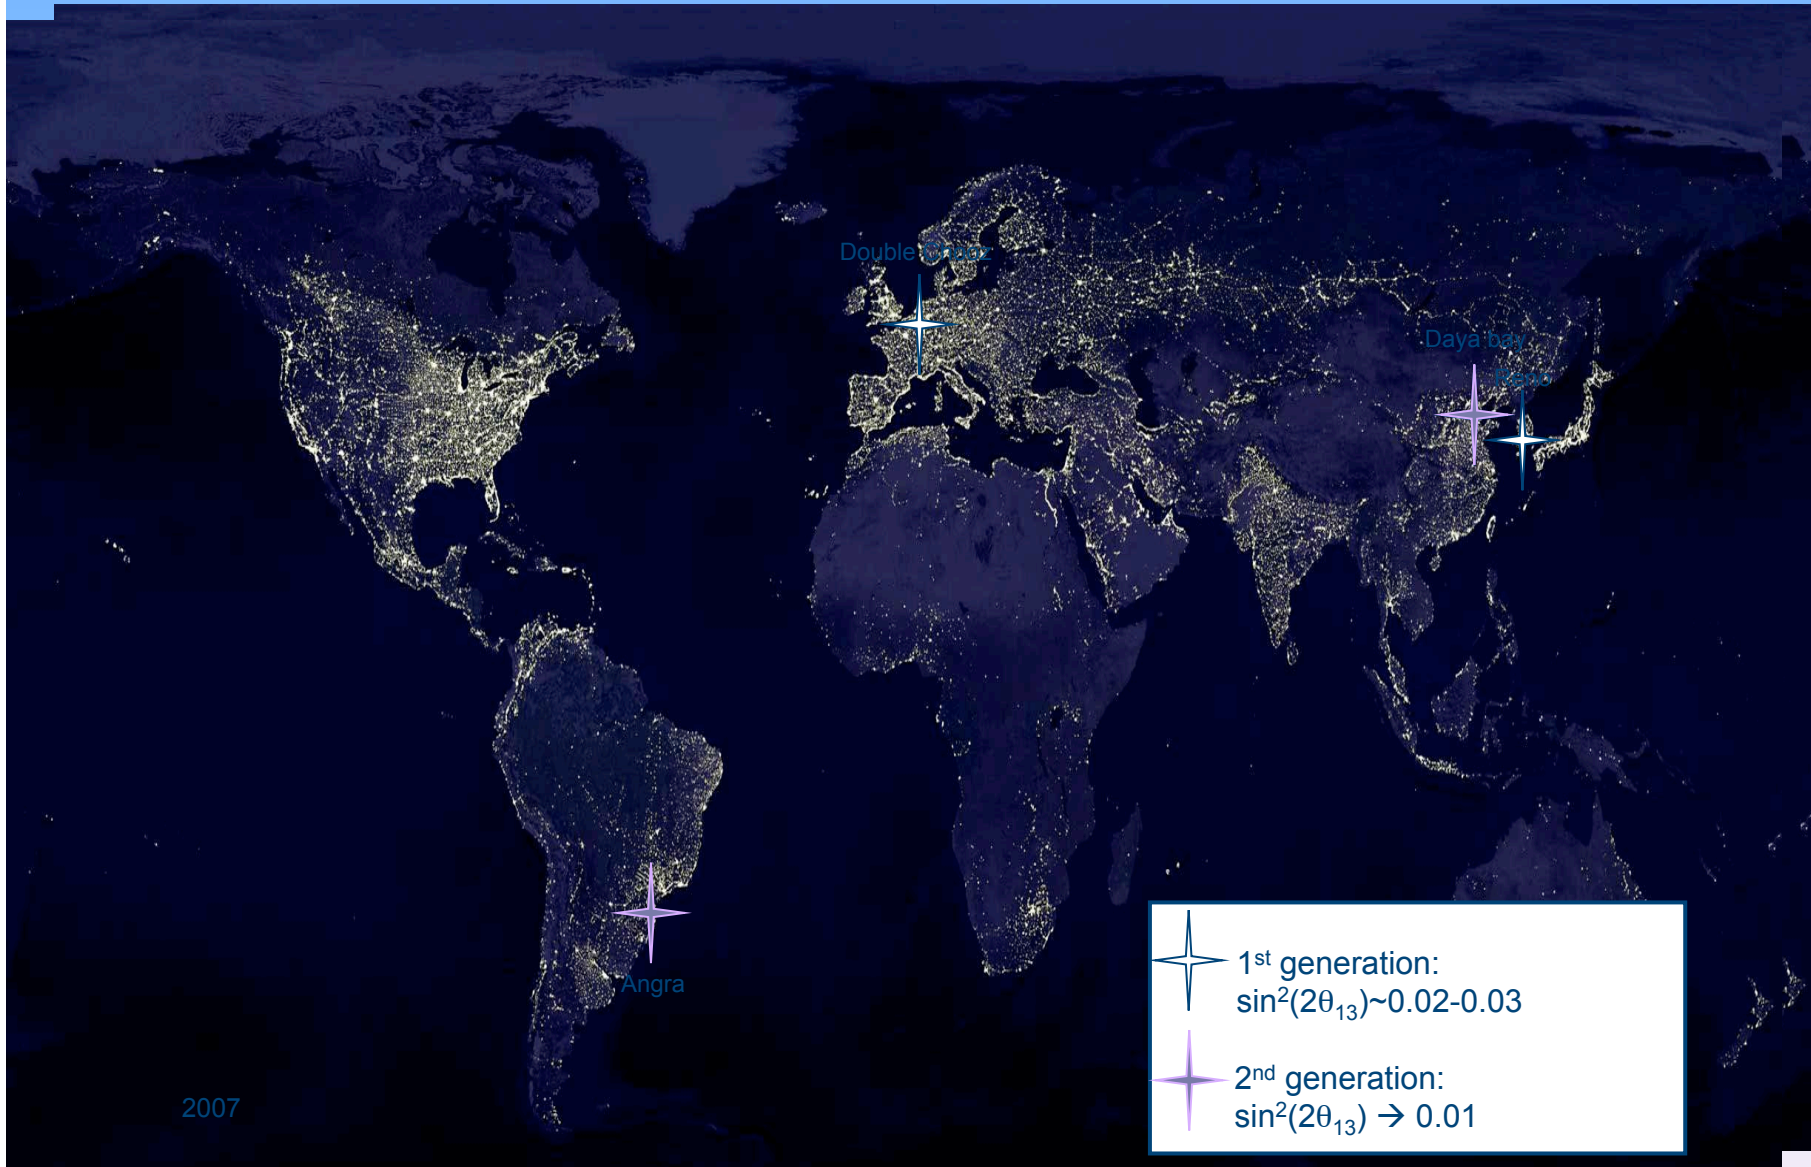 Double Chooz
Daya bay
Reno
Angra
1st generation:
sin²(2θ₁₃)~0.02-0.03
2nd generation:
sin²(2θ₁₃) → 0.01
2007